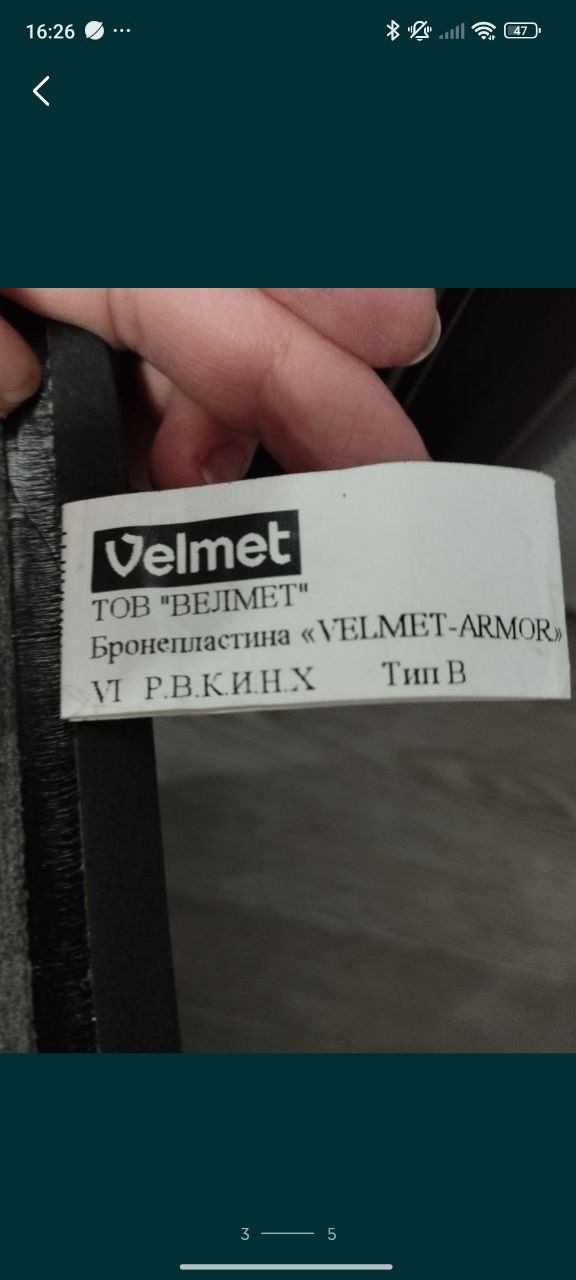 16:26
47
Velmet
ТОВ "ВЕЛМЕТ"
Бронепластина «VELMET-ARMOR»
VI Р.В.К.И.Н.Х Тип В
3 5